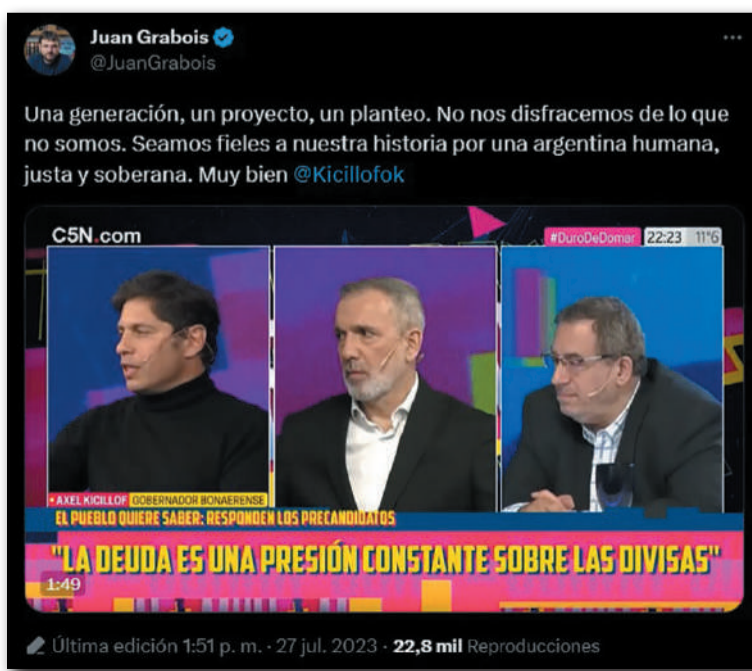 Juan Grabois
@JuanGrabois
Una generación, un proyecto, un planteo. No nos disfracemos de lo que
no somos. Seamos fieles a nuestra historia por una argentina humana,
justa y soberana. Muy bien @Kicillofok
C5N.com
#DuroDeDomar 22:23 11°6
AXEL KICILLOF GOBERNADOR BONAERENSE
EL PUEBLO QUIERE SABER: RESPONDEN LOS PRECANDIDATOS
"LA DEUDA ES UNA PRESIÓN CONSTANTE SOBRE LAS DIVISAS"
1:49
Última edición 1:51 p. m. · 27 jul. 2023 · 22,8 mil Reproducciones